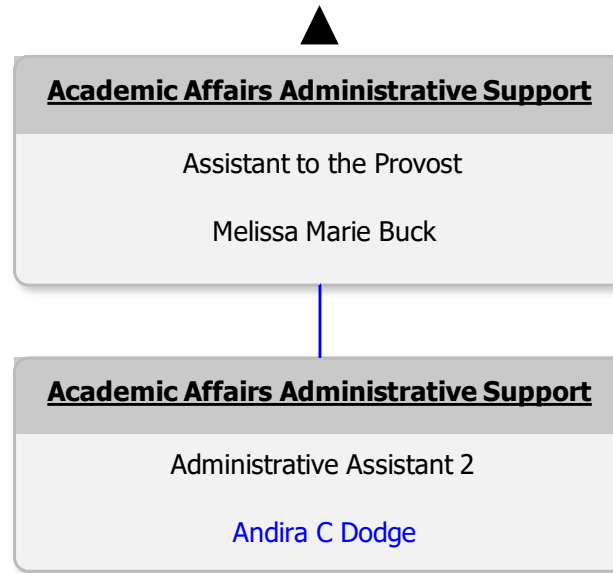 Academic Affairs Administrative Support
Assistant to the Provost
Melissa Marie Buck
Academic Affairs Administrative Support
Administrative Assistant 2
Andira C Dodge